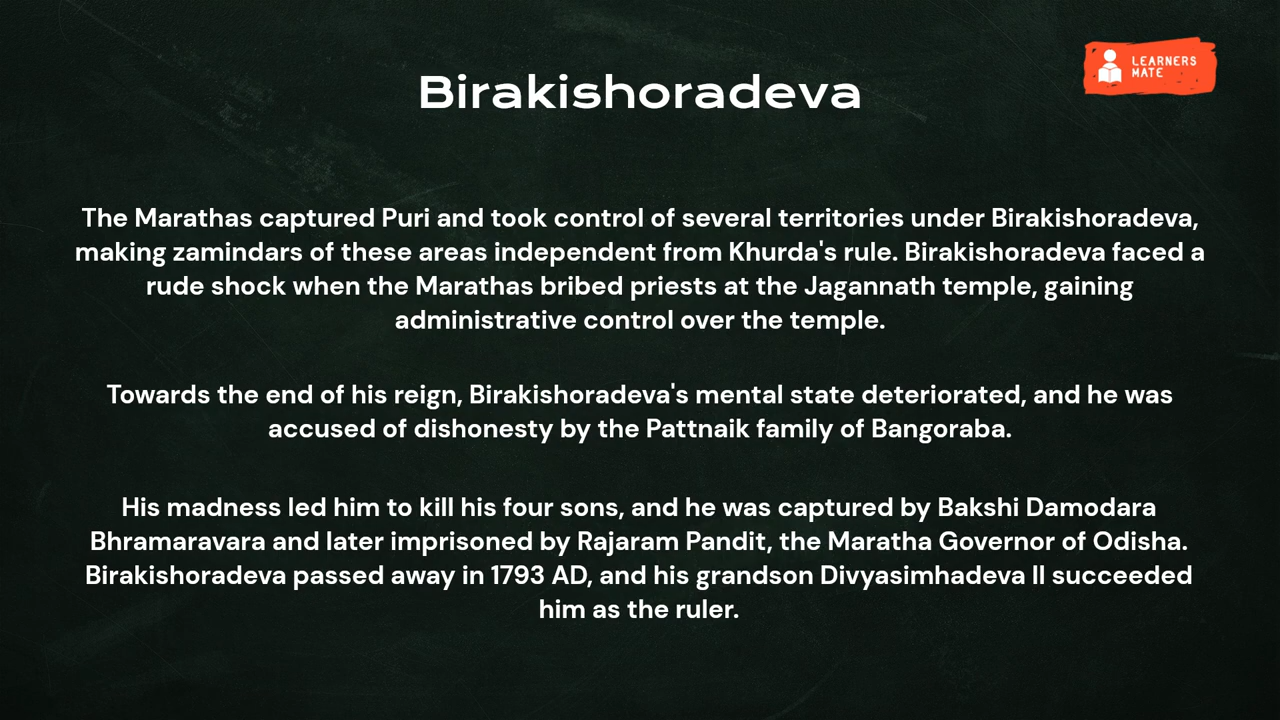 Birakishoradeva
LEARNERS
MATE
The Marathas captured Puri and took control of several territories under Birakishoradeva,
making zamindars of these areas independent from Khurda's rule. Birakishoradeva faced a
rude shock when the Marathas bribed priests at the Jagannath temple, gaining
administrative control over the temple.
Towards the end of his reign, Birakishoradeva's mental state deteriorated, and he was
accused of dishonesty by the Pattnaik family of Bangoraba.
His madness led him to kill his four sons, and he was captured by Bakshi Damodara
Bhramaravara and later imprisoned by Rajaram Pandit, the Maratha Governor of Odisha.
Birakishoradeva passed away in 1793 AD, and his grandson Divyasimhadeva II succeeded
him as the ruler.